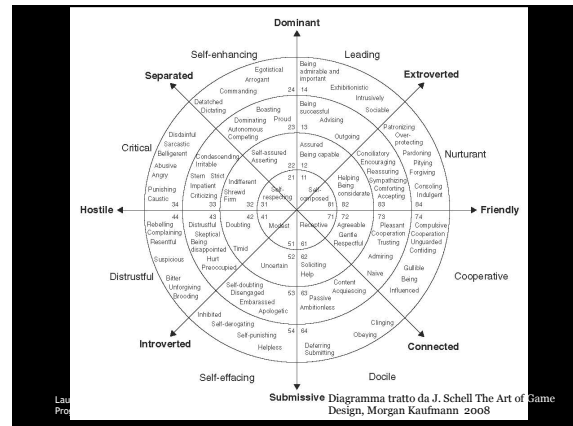 Dominant
Self-enhancing
Leading
Separated
Extroverted
Egotistical
Arrogant
Commanding
24
14
Being
admirable and
important
Exhibitionistic
Intrusively
Sociable
Detatched
Dictating
Boasting
Dominating
Proud
Autonomous
Competing
23
13
Being
successful
Advising
Outgoing
Patronizing
Over-
protecting
Critical
Disdainful
Sarcastic
Belligerent
Abusive
Angry
Punishing
Caustic
34
Condescending
Irritable
Stern Strict
Impatient
Criticizing
33
Self-assured
Asserting
22
12
Assured
Being capable
Conciliatory
Encouraging
Reassuring
Sympathizing
Comforting
Accepting
83
Pardoning
Pitying
Forgiving
Consoling
Indulgent
84
Nurturant
Indifferent
Shrewd
Firm
32
21
11
Self-
respecting
31
Self-
composed
81
Helping
Being
considerate
82
Hostile
Friendly
44
Rebelling
Complaining
Resentful
Suspicious
43
Distrustful
Skeptical
Being
disappointed
Hurt
Preoccupied
42
Doubting
Timid
41
Modest
51
71
Receptive
61
72
Agreeable
Gentle
Respectful
73
Pleasant
Cooperation
Trusting
74
Compulsive
Cooperation
Unguarded
Confiding
Distrustful
Bitter
Unforgiving
Brooding
Uncertain
52
62
Soliciting
Help
Admiring
Naive
Gullible
Being
Influenced
Cooperative
Self-doubting
Disengaged
Embarassed
Apologetic
53
63
Passive
Ambitionless
Content
Acquiescing
Inhibited
Self-derogating
Self-punishing
Helpless
54
64
Deferring
Submitting
Clinging
Obeying
Introverted
Connected
Self-effacing
Docile
Submissive
Diagramma tratto da J. Schell The Art of Game
Design, Morgan Kaufmann 2008